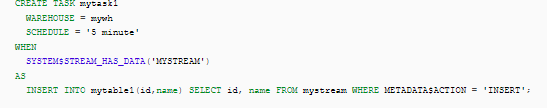 CREATE TASK mytask1
WAREHOUSE = mywh
SCHEDULE = '5 minute'
WHEN
SYSTEM$STREAM_HAS_DATA('MYSTREAM')
AS
INSERT INTO mytable1(id,name) SELECT id, name FROM mystream WHERE METADATA$ACTION = 'INSERT';